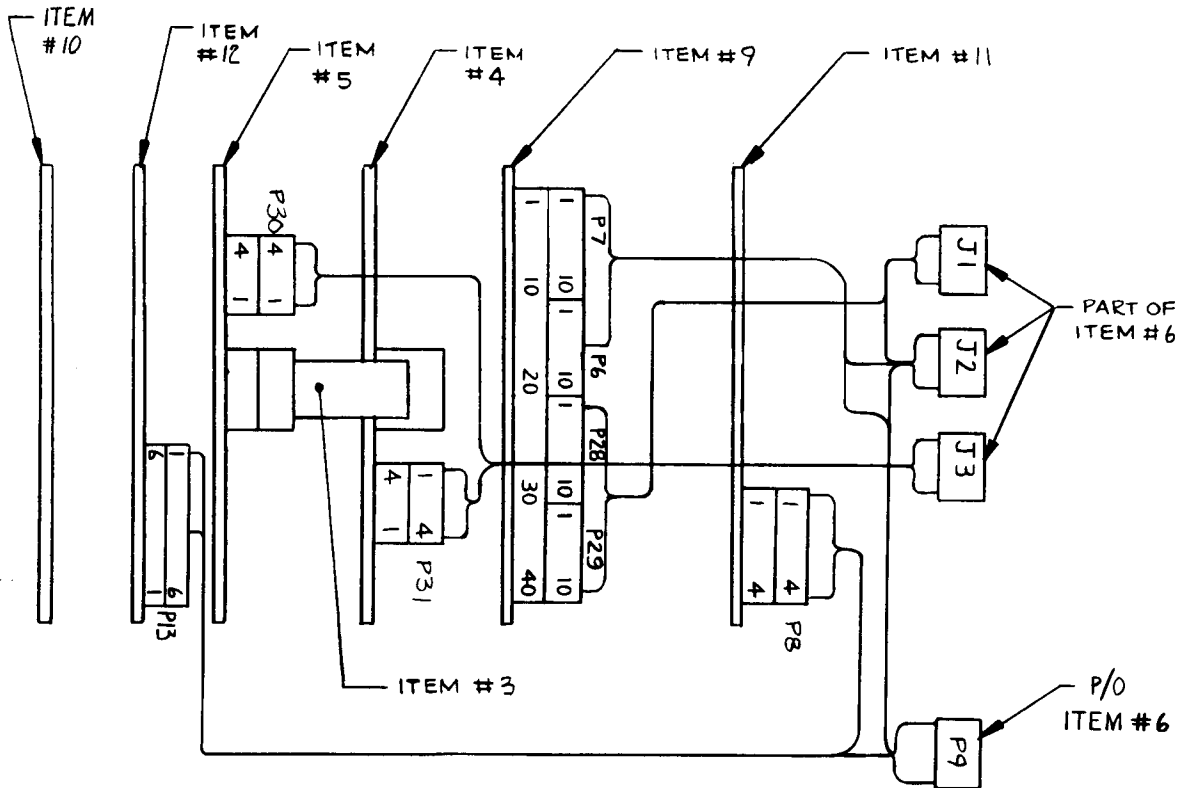 ITEM
#10
ITEM
#12
ITEM
#5
ITEM
#4
ITEM #9
ITEM #11
P30
4 4
1 1
1 1
10 10
1
20 10
1
30 10
1
40 10
P7
P6
P28
P29
J1
J2
J3
PART OF
ITEM #6
6 1
1 6
P13
4 1
1 4
P31
1 1
4 4
P8
ITEM #3
P/O
ITEM #6
P9